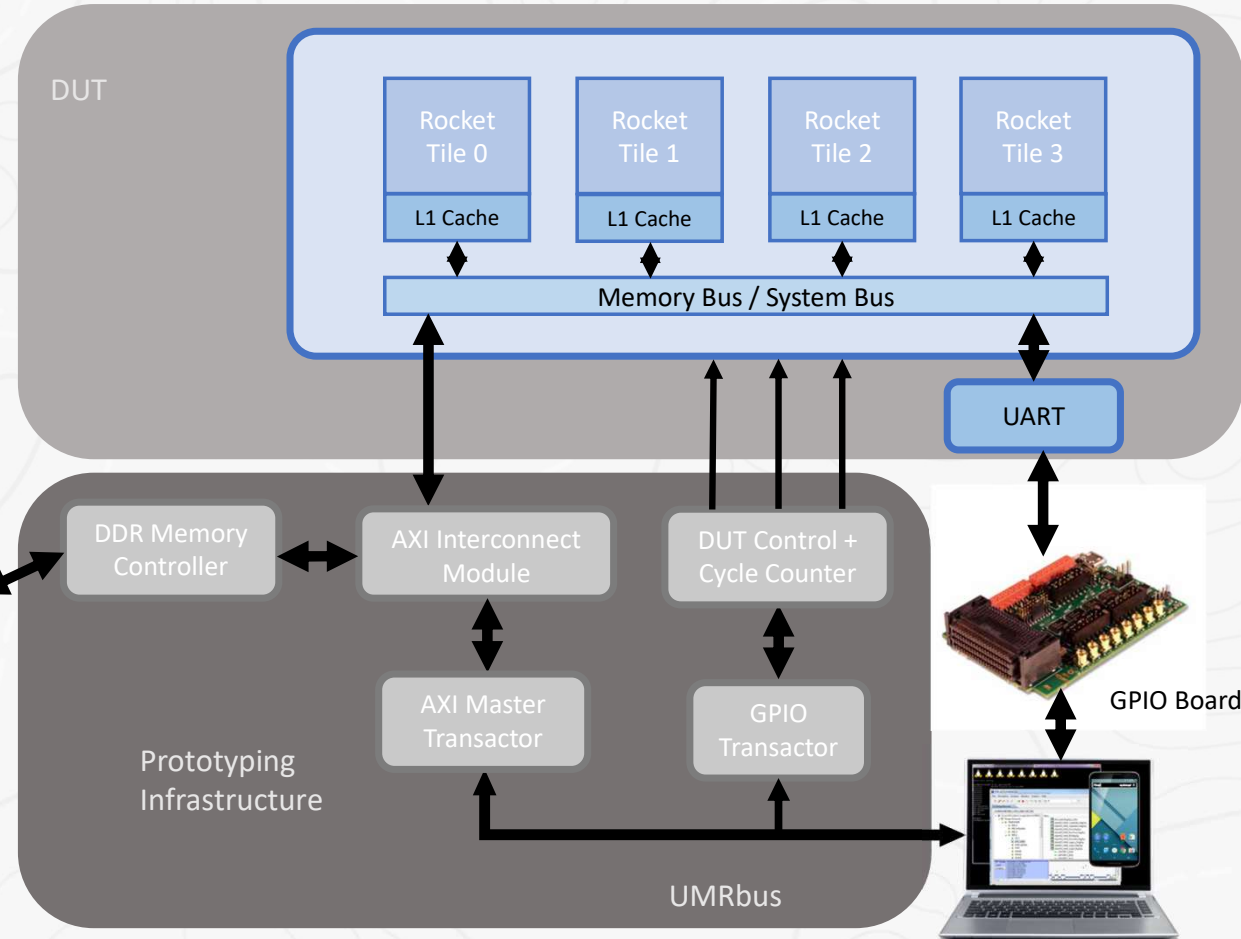 DUT
Rocket
Tile 0
Rocket
Tile 1
Rocket
Tile 2
Rocket
Tile 3
L1 Cache
L1 Cache
L1 Cache
L1 Cache
Memory Bus / System Bus
UART
DDR Memory
Controller
AXI Interconnect
Module
DUT Control +
Cycle Counter
AXI Master
Transactor
GPIO
Transactor
GPIO Board
Prototyping
Infrastructure
UMRbus